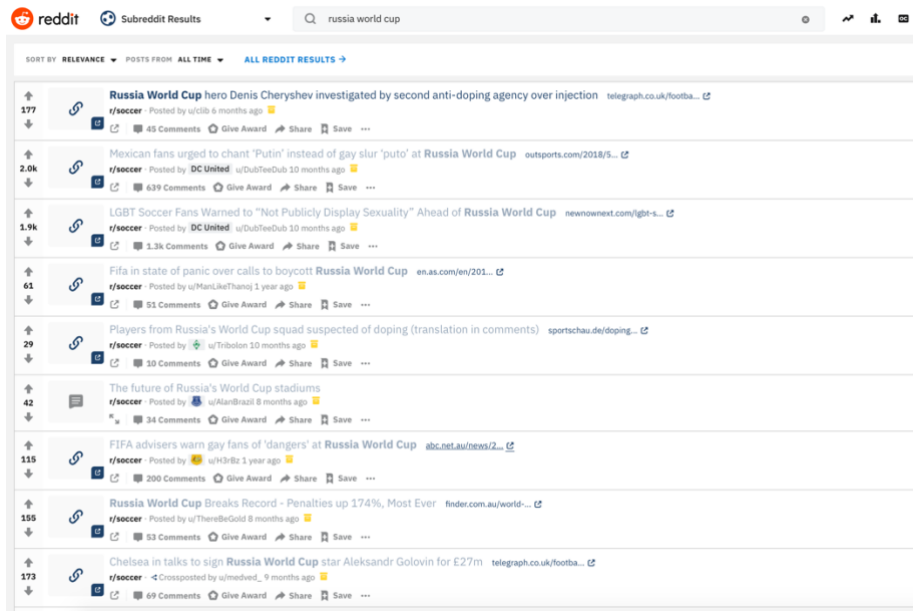 reddit Subreddit Results russia world cup
SORT BY RELEVANCE POSTS FROM ALL TIME ALL REDDIT RESULTS →
Russia World Cup hero Denis Cheryshev investigated by second anti-doping agency over injection telegraph.co.uk/footba...
177 r/soccer · Posted by u/clib 6 months ago
45 Comments Give Award Share Save ...
Mexican fans urged to chant 'Putin' instead of gay slur 'puto' at Russia World Cup outsports.com/2018/5...
2.0k r/soccer · Posted by DC United u/DubTeeDub 10 months ago
639 Comments Give Award Share Save ...
LGBT Soccer Fans Warned to "Not Publicly Display Sexuality" Ahead of Russia World Cup newnownext.com/lgbt-s...
1.9k r/soccer · Posted by DC United u/DubTeeDub 10 months ago
1.3k Comments Give Award Share Save ...
Fifa in state of panic over calls to boycott Russia World Cup en.as.com/en/201...
61 r/soccer · Posted by u/ManLikeThanoj 1 year ago
51 Comments Give Award Share Save ...
Players from Russia's World Cup squad suspected of doping (translation in comments) sportschau.de/doping...
29 r/soccer · Posted by u/Tribolon 10 months ago
10 Comments Give Award Share Save ...
The future of Russia's World Cup stadiums
42 r/soccer · Posted by u/AlanBrazil 8 months ago
34 Comments Give Award Share Save ...
FIFA advisers warn gay fans of 'dangers' at Russia World Cup abc.net.au/news/2...
115 r/soccer · Posted by u/H3rBz 1 year ago
200 Comments Give Award Share Save ...
Russia World Cup Breaks Record - Penalties up 174%, Most Ever finder.com.au/world-...
155 r/soccer · Posted by u/ThereBeGold 8 months ago
53 Comments Give Award Share Save ...
Chelsea in talks to sign Russia World Cup star Aleksandr Golovin for £27m telegraph.co.uk/footba...
173 r/soccer · Crossposted by u/medved_ 9 months ago
69 Comments Give Award Share Save ...